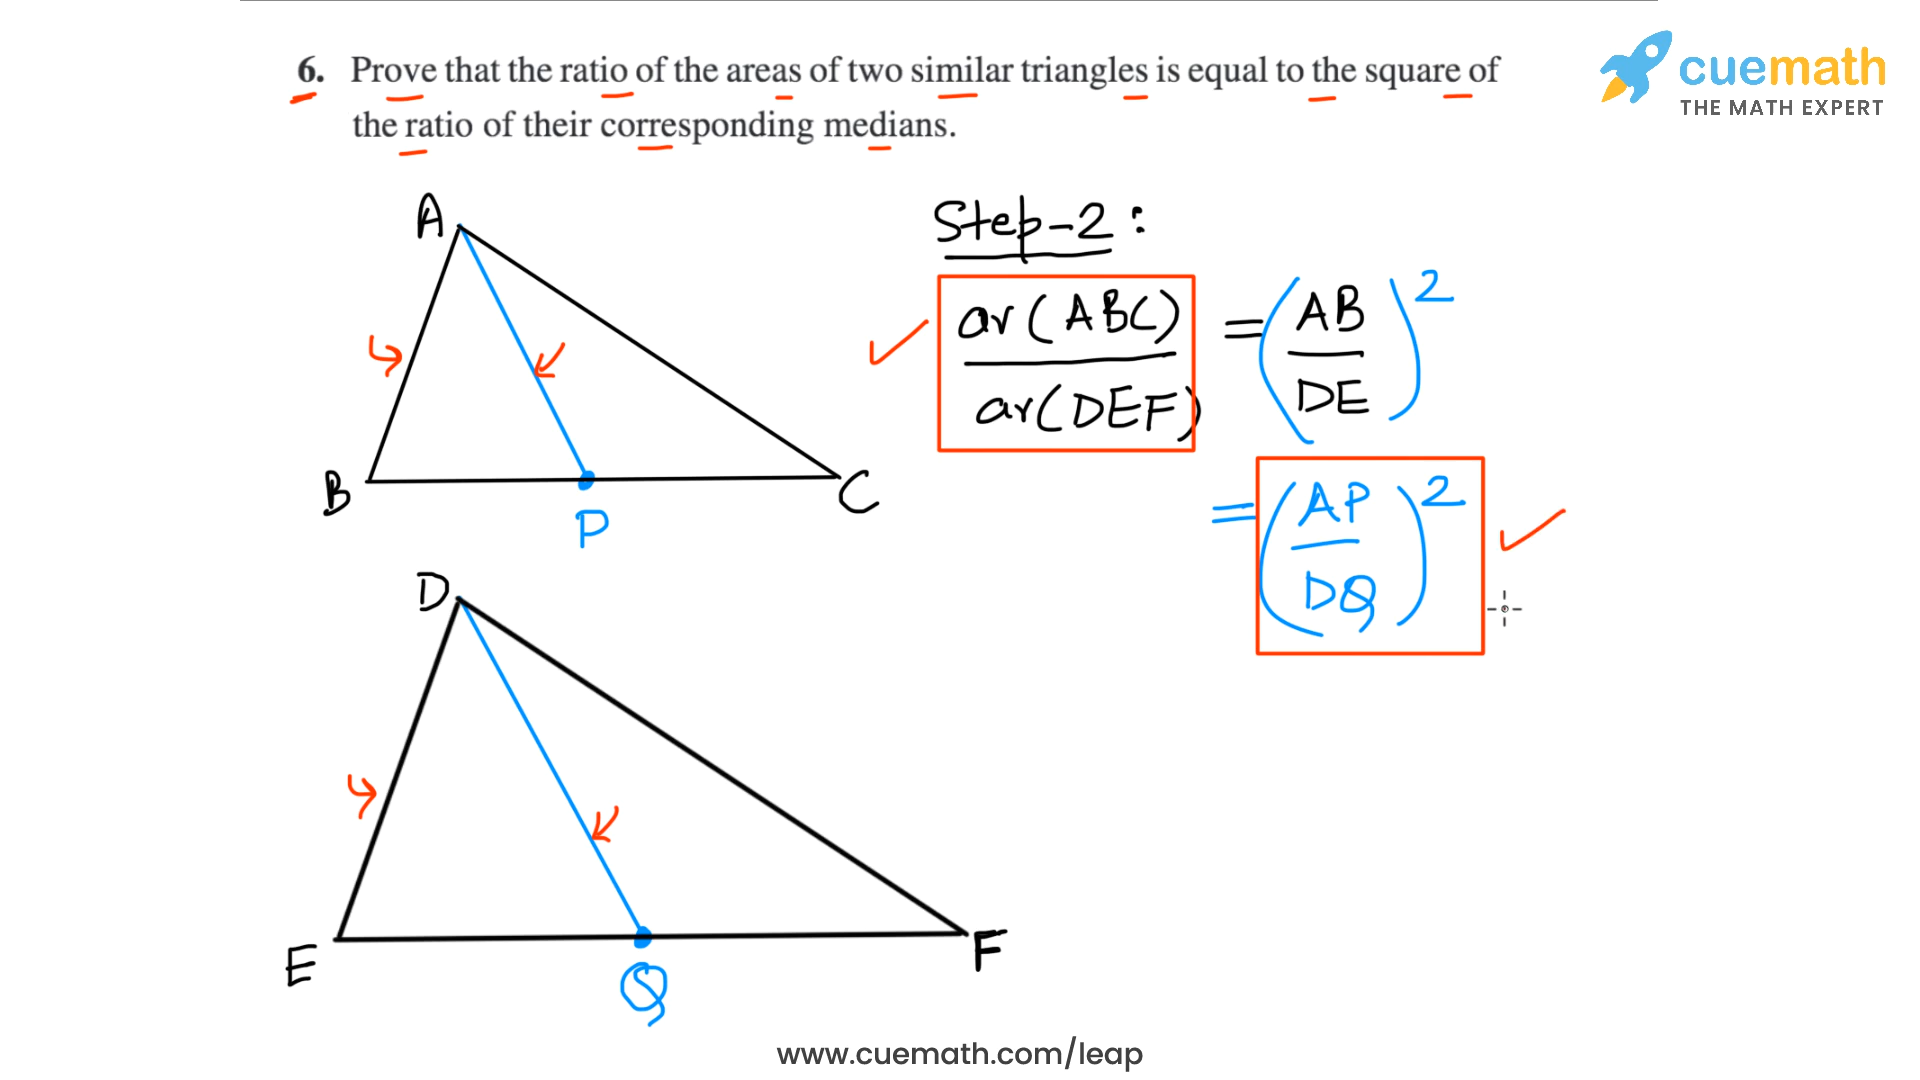 6. Prove that the ratio of the areas of two similar triangles is equal to the square of
the ratio of their corresponding medians.
cuemath
THE MATH EXPERT
A
B
C
P
Step-2:
ar(ABC)
ar(DEF)
= (AB
DE)²
= (AP
DQ)²
D
E
F
Q
www.cuemath.com/leap